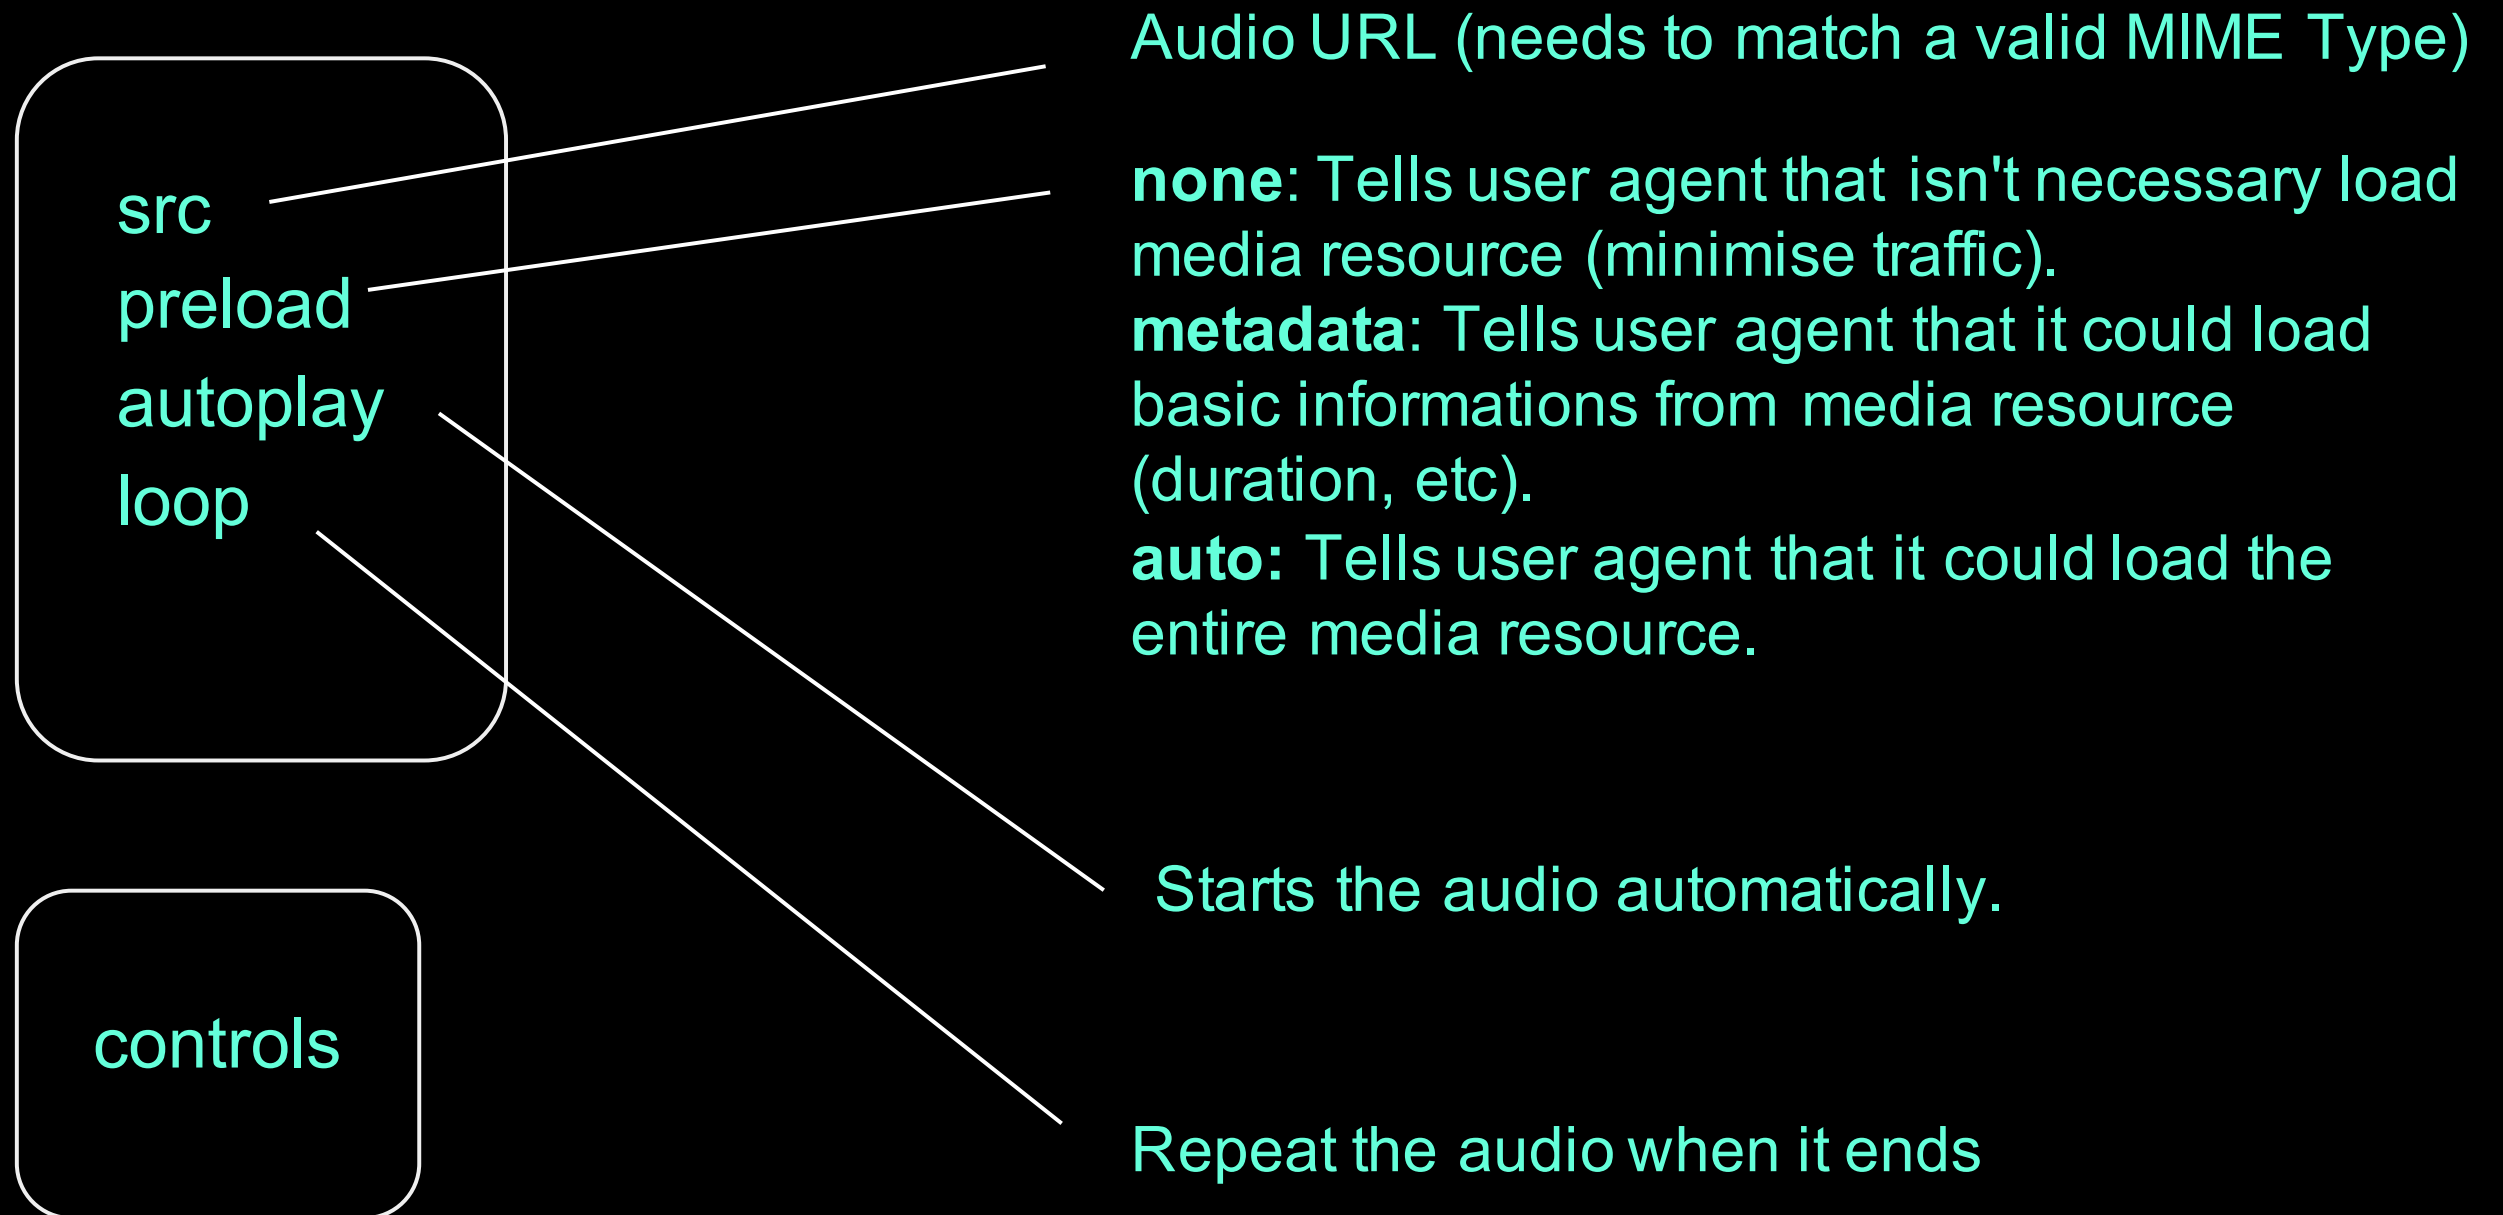 src
preload
autoplay
loop
controls
Audio URL (needs to match a valid MIME Type)
none: Tells user agent that isn't necessary load
media resource (minimise traffic).
metadata: Tells user agent that it could load
basic informations from media resource
(duration, etc).
auto: Tells user agent that it could load the
entire media resource.
Starts the audio automatically.
Repeat the audio when it ends